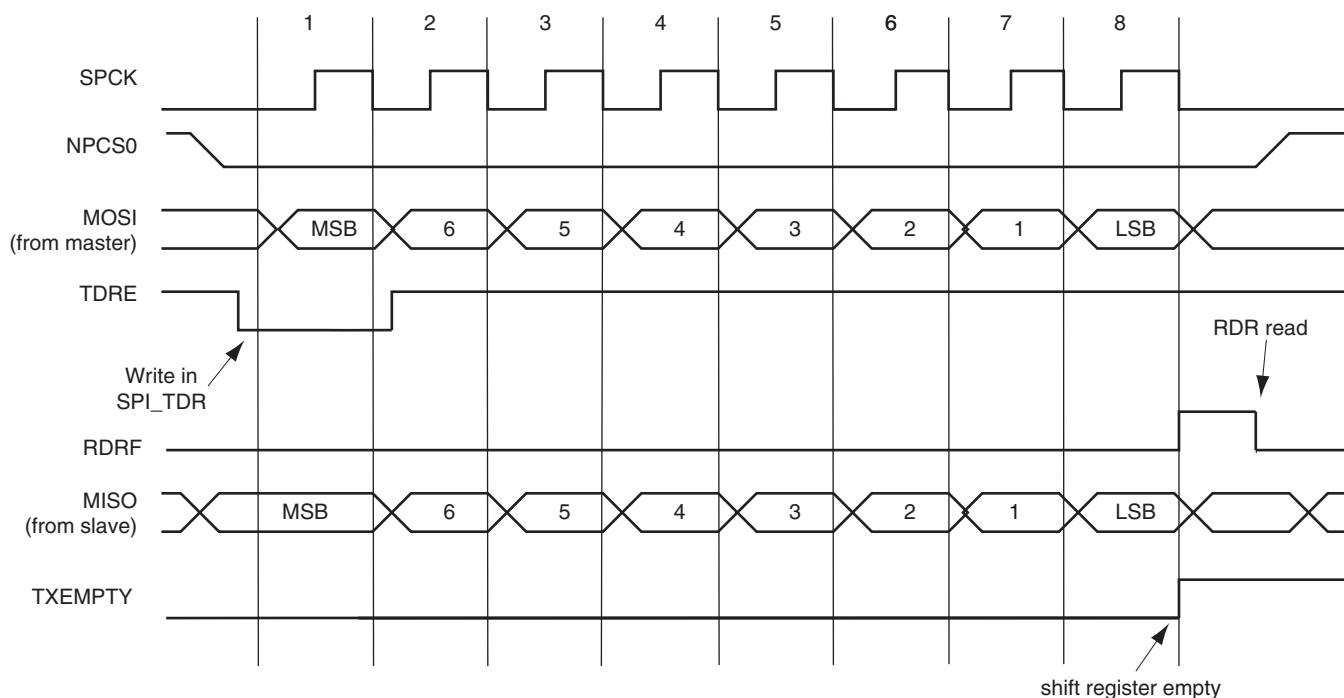 1 2 3 4 5 6 7 8
SPCK
NPCS0
MOSI
(from master)
MSB 6 5 4 3 2 1 LSB
TDRE
RDR read
Write in
SPI_TDR
RDRF
MISO
(from slave)
MSB 6 5 4 3 2 1 LSB
TXEMPTY
shift register empty